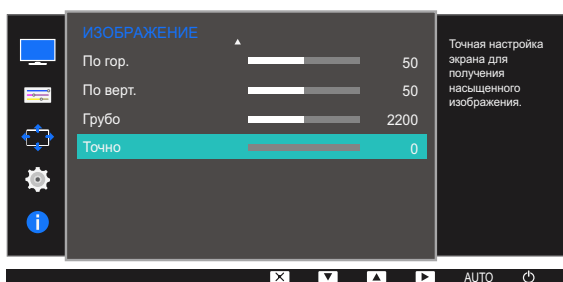 ИЗОБРАЖЕНИЕ
По гор. 50
По верт. 50
Грубо 2200
Точно 0
Точная настройка
экрана для
получения
насыщенного
изображения.
AUTO